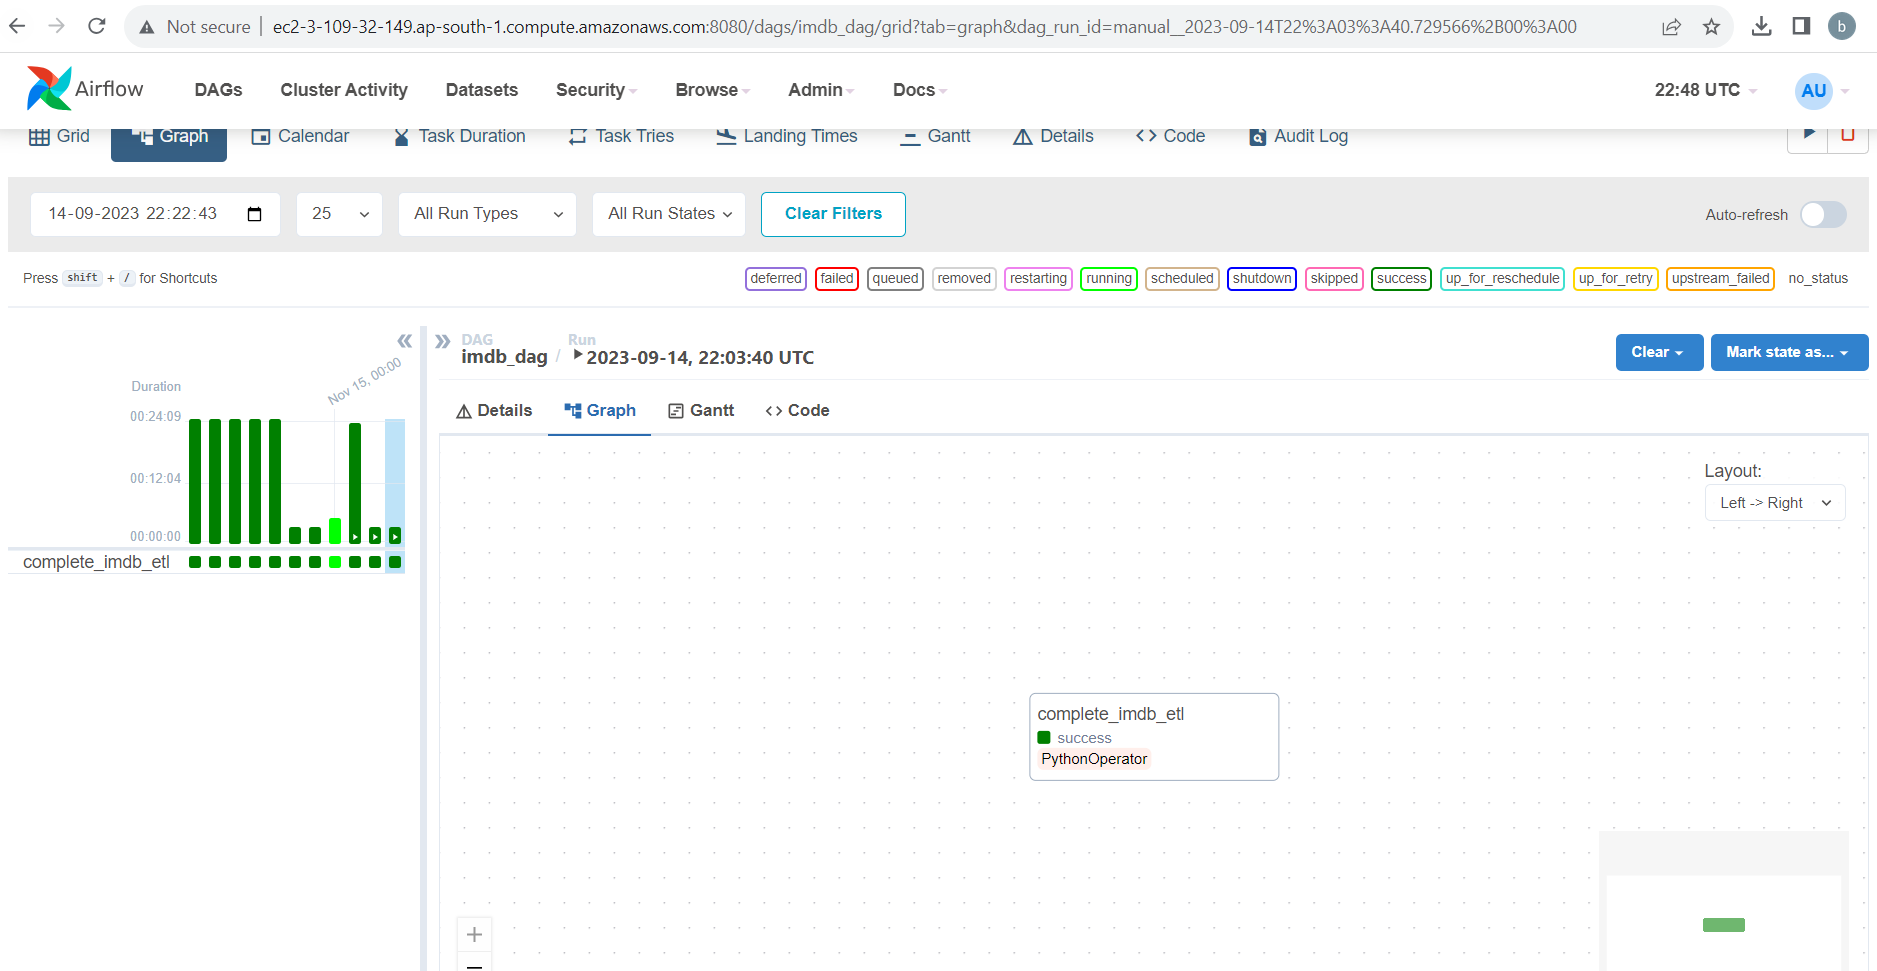 Not secure ec2-3-109-32-149.ap-south-1.compute.amazonaws.com:8080/dags/imdb_dag/grid?tab=graph&dag_run_id=manual__2023-09-14T22%3A03%3A40.729566%2B00%3A00 b
Airflow DAGs Cluster Activity Datasets Security Browse Admin Docs 22:48 UTC AU
Grid Graph Calendar Task Duration Task Tries Landing Times Gantt Details Code Audit Log
14-09-2023 22:22:43 25 All Run Types All Run States Clear Filters Auto-refresh
Press shift + / for Shortcuts deferred failed queued removed restarting running scheduled shutdown skipped success up_for_reschedule up_for_retry upstream_failed no_status
DAG Run
imdb_dag / 2023-09-14, 22:03:40 UTC Clear Mark state as...
Nov 15, 00:00
Duration
00:24:09
00:12:04
00:00:00
complete_imdb_etl
Details Graph Gantt Code
Layout:
Left -> Right
complete_imdb_etl
success
PythonOperator